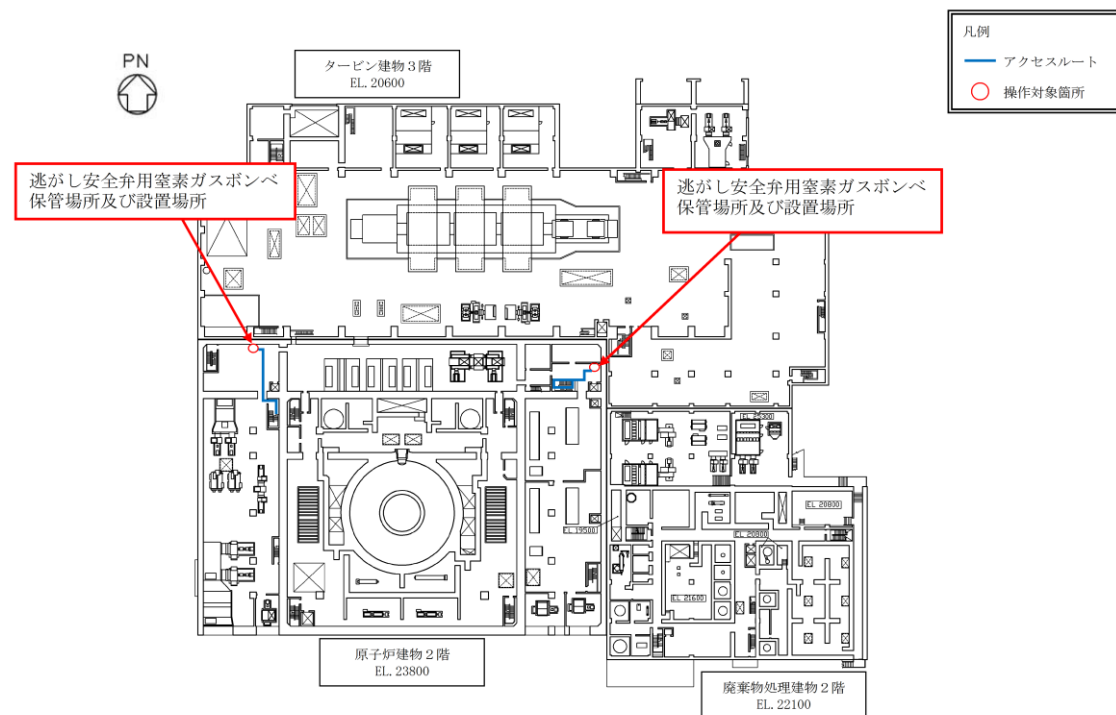 凡例
アクセスルート
操作対象箇所
PN
タービン建物3階
EL. 20600
逃がし安全弁用窒素ガスボンベ
保管場所及び設置場所
逃がし安全弁用窒素ガスボンベ
保管場所及び設置場所
EL 25300
EL 19500
EL 20800
EL 20800
EL 21600
原子炉建物2階
EL. 23800
廃棄物処理建物2階
EL. 22100